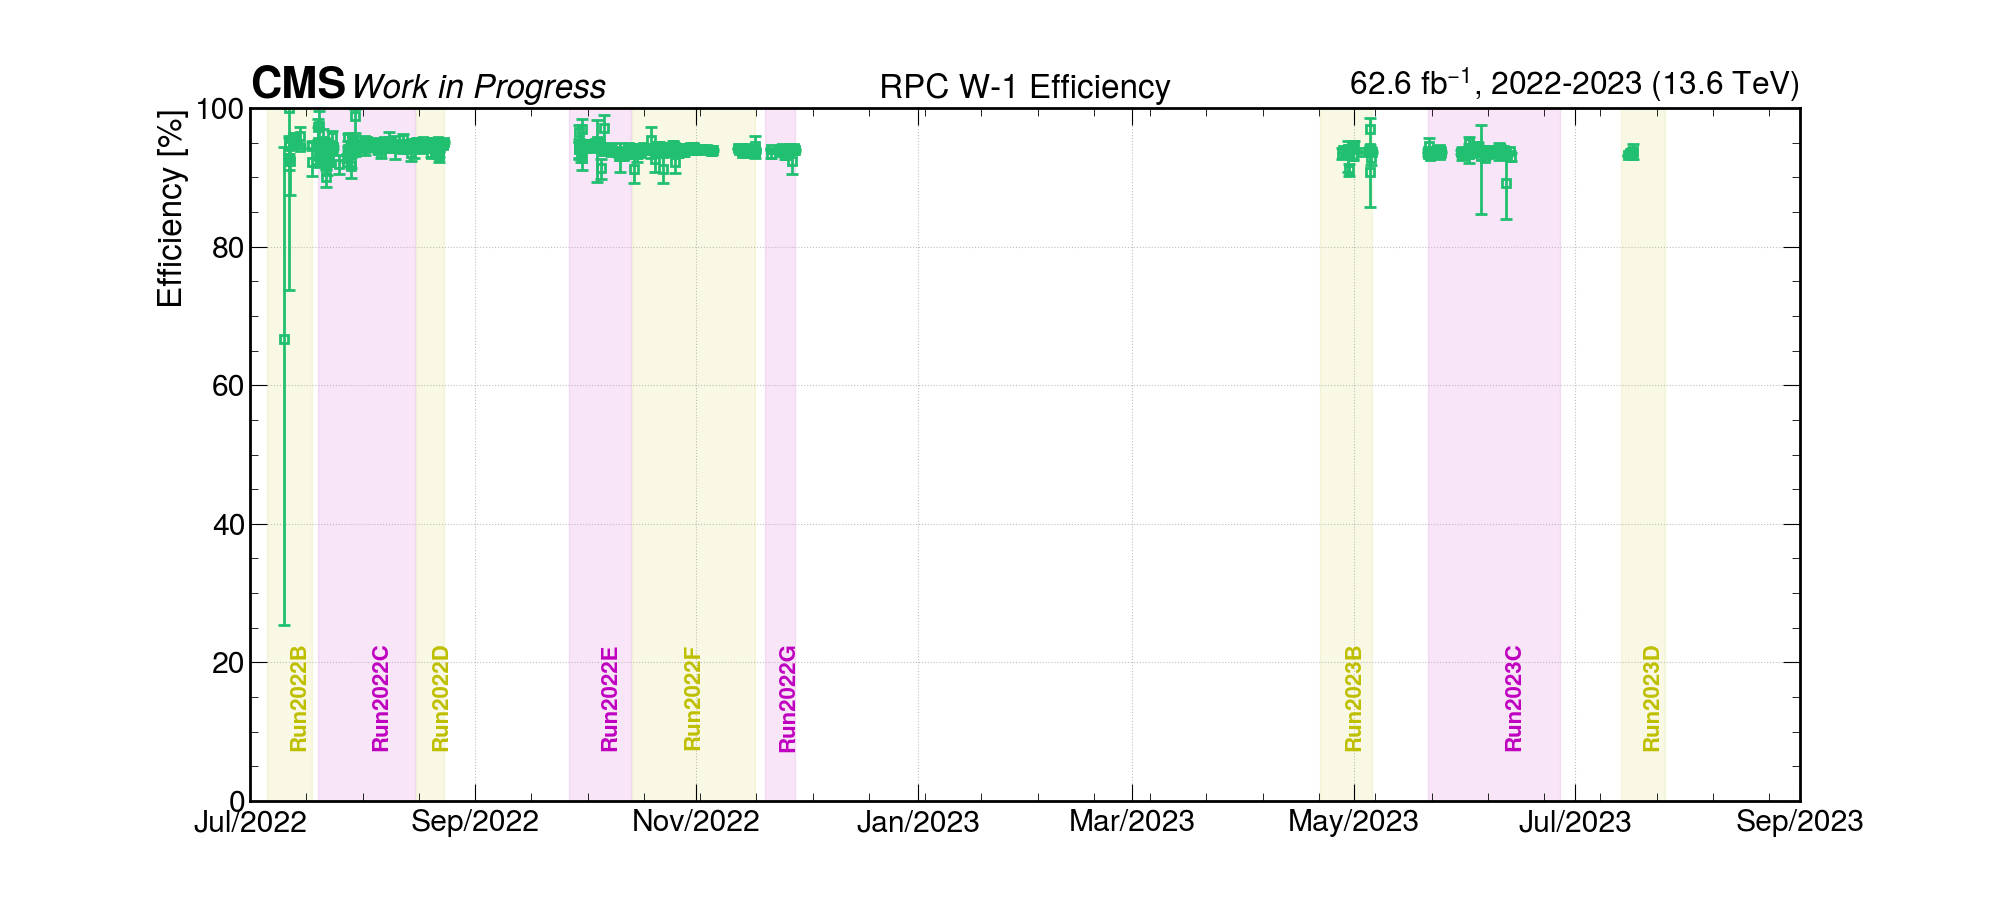 CMS Work in Progress RPC W-1 Efficiency 62.6 fb⁻¹, 2022-2023 (13.6 TeV)
Efficiency [%]
100
80
60
40
20
0
Run2022B Run2022C Run2022D Run2022E Run2022F Run2022G Run2023B Run2023C Run2023D
Jul/2022 Sep/2022 Nov/2022 Jan/2023 Mar/2023 May/2023 Jul/2023 Sep/2023